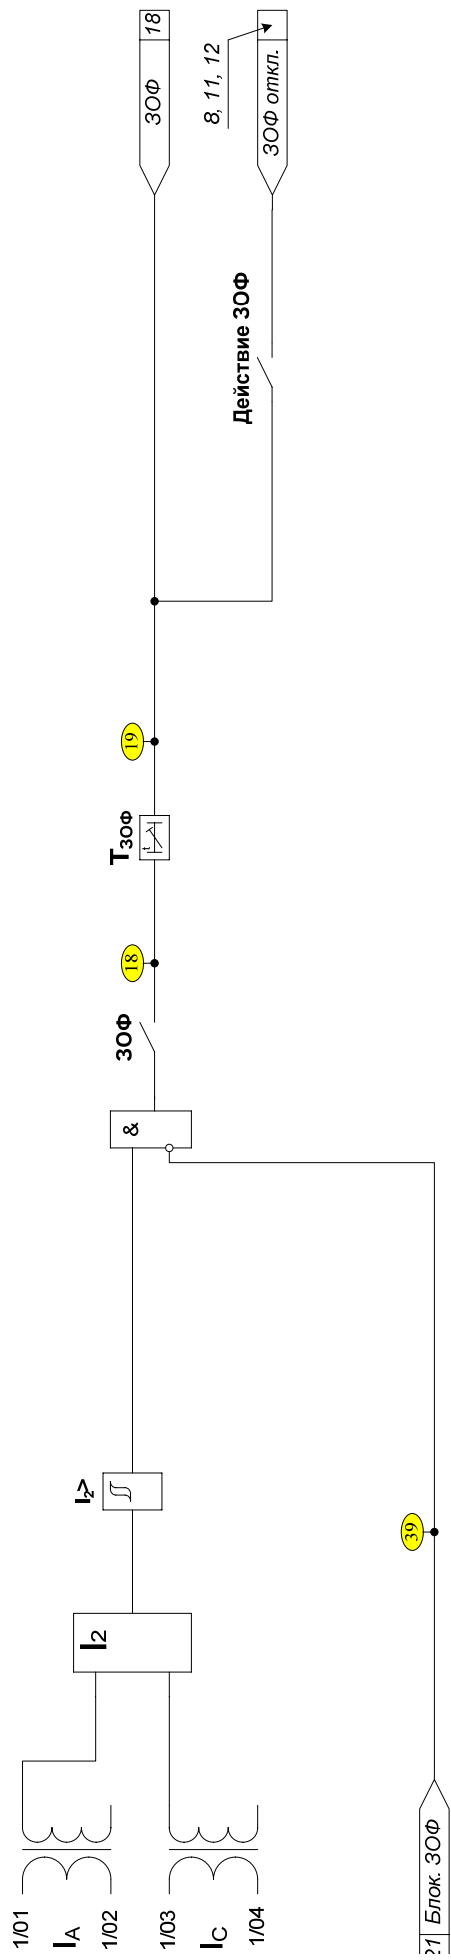 ЗОФ 18
8, 11, 12
ЗОФ откл.
Действие ЗОФ
19
TЗОФ
18
ЗОФ
&
I2>
I2
39
1/01
IA
1/02
1/03
IC
1/04
21 Блок. ЗОФ